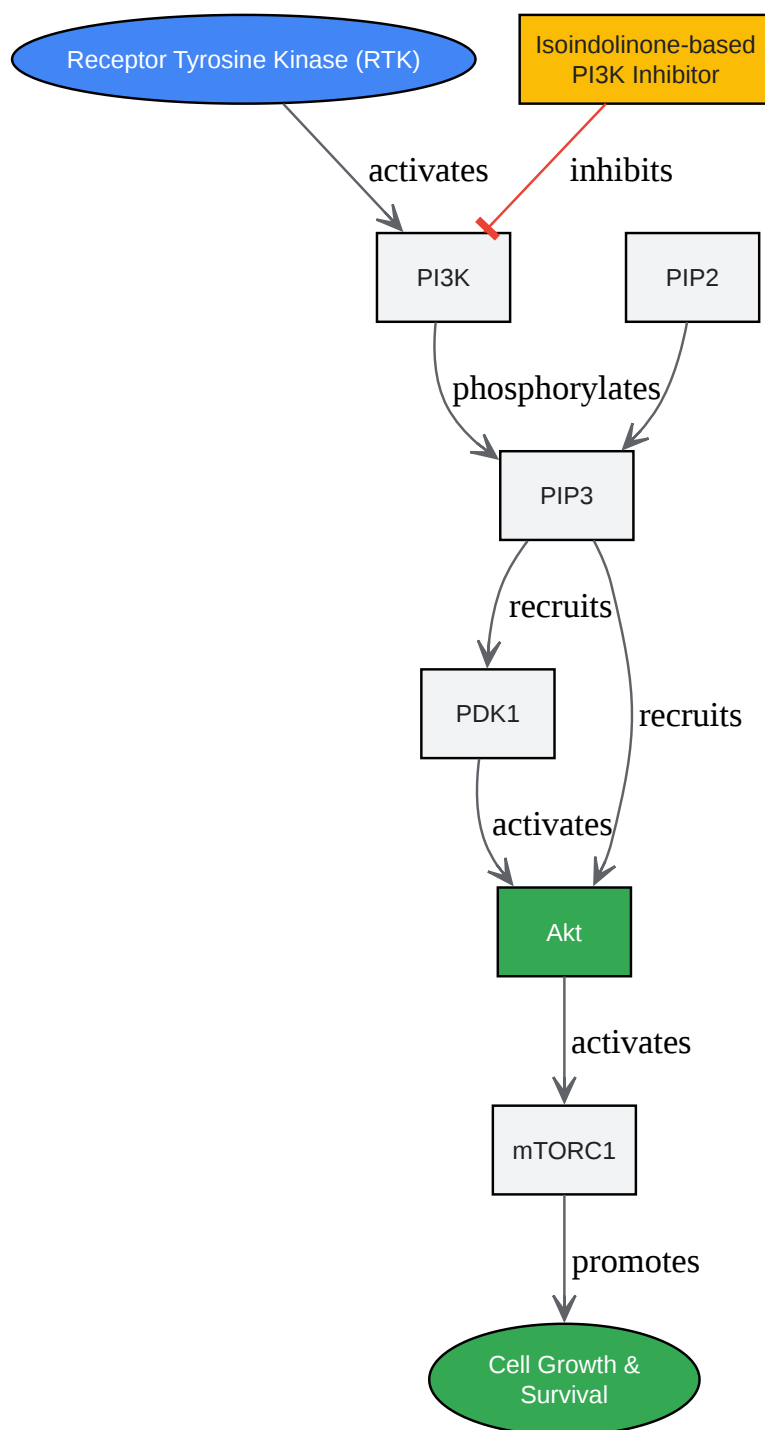 Receptor Tyrosine Kinase (RTK)
Isoindolinone-based
PI3K Inhibitor
activates
inhibits
PI3K
PIP2
phosphorylates
PIP3
recruits
PDK1
recruits
activates
Akt
activates
mTORC1
promotes
Cell Growth &
Survival